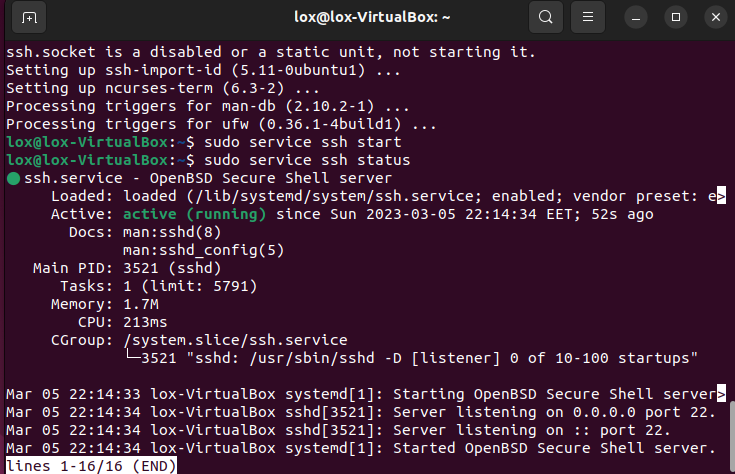 lox@lox-VirtualBox: ~
ssh.socket is a disabled or a static unit, not starting it.
Setting up ssh-import-id (5.11-0ubuntu1) ...
Setting up ncurses-term (6.3-2) ...
Processing triggers for man-db (2.10.2-1) ...
Processing triggers for ufw (0.36.1-4build1) ...
lox@lox-VirtualBox:~$ sudo service ssh start
lox@lox-VirtualBox:~$ sudo service ssh status
● ssh.service - OpenBSD Secure Shell server
     Loaded: loaded (/lib/systemd/system/ssh.service; enabled; vendor preset: e>
     Active: active (running) since Sun 2023-03-05 22:14:34 EET; 52s ago
       Docs: man:sshd(8)
             man:sshd_config(5)
   Main PID: 3521 (sshd)
      Tasks: 1 (limit: 5791)
     Memory: 1.7M
        CPU: 213ms
     CGroup: /system.slice/ssh.service
             └─3521 "sshd: /usr/sbin/sshd -D [listener] 0 of 10-100 startups"
Mar 05 22:14:33 lox-VirtualBox systemd[1]: Starting OpenBSD Secure Shell server>
Mar 05 22:14:34 lox-VirtualBox sshd[3521]: Server listening on 0.0.0.0 port 22.
Mar 05 22:14:34 lox-VirtualBox sshd[3521]: Server listening on :: port 22.
Mar 05 22:14:34 lox-VirtualBox systemd[1]: Started OpenBSD Secure Shell server.
lines 1-16/16 (END)